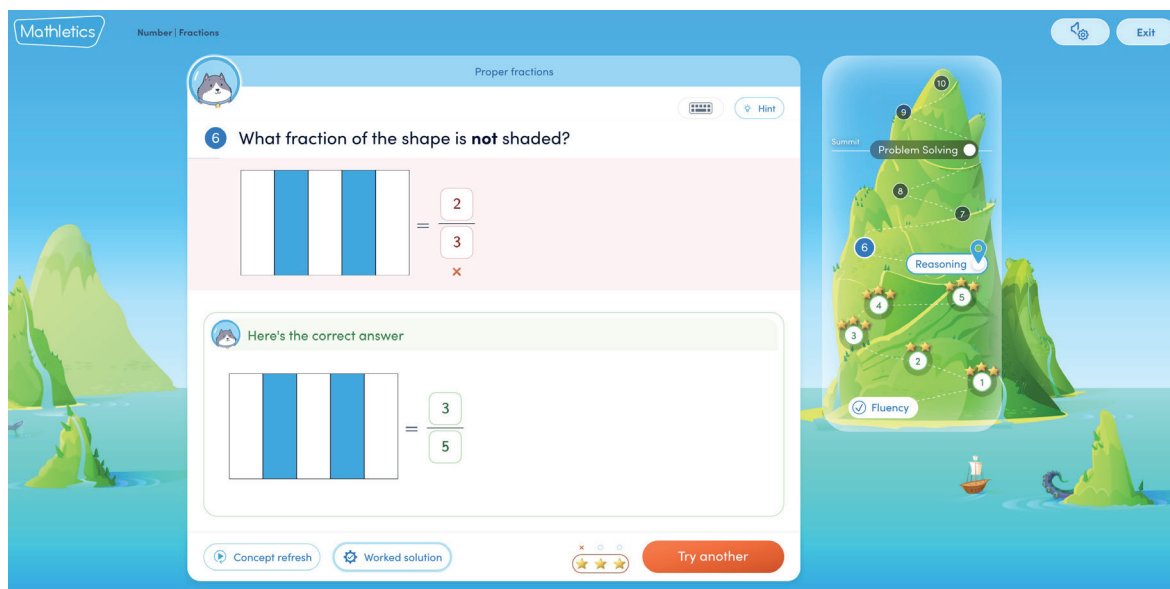 Mathletics
Number | Fractions
Exit
Proper fractions
Hint
6 What fraction of the shape is not shaded?
= 2
3
×
Here's the correct answer
= 3
5
Concept refresh
Worked solution
Try another
10
9
Summit
Problem Solving
8
7
6
Reasoning
5
4
3
2
1
Fluency